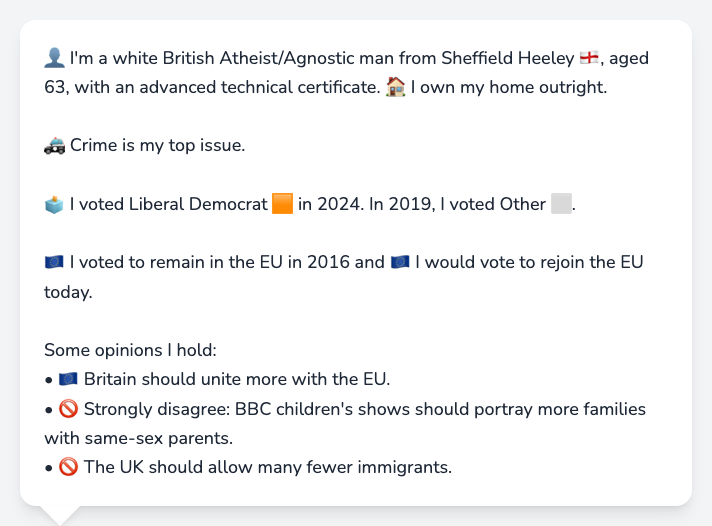 👤 I'm a white British Atheist/Agnostic man from Sheffield Heeley 🏴󠁧󠁢󠁥󠁮󠁧󠁿, aged
63, with an advanced technical certificate. 🏠 I own my home outright.
🚓 Crime is my top issue.
🗳️ I voted Liberal Democrat 🟧 in 2024. In 2019, I voted Other ⬜.
🇪🇺 I voted to remain in the EU in 2016 and 🇪🇺 I would vote to rejoin the EU
today.
Some opinions I hold:
• 🇪🇺 Britain should unite more with the EU.
• 🚫 Strongly disagree: BBC children's shows should portray more families
with same-sex parents.
• 🚫 The UK should allow many fewer immigrants.